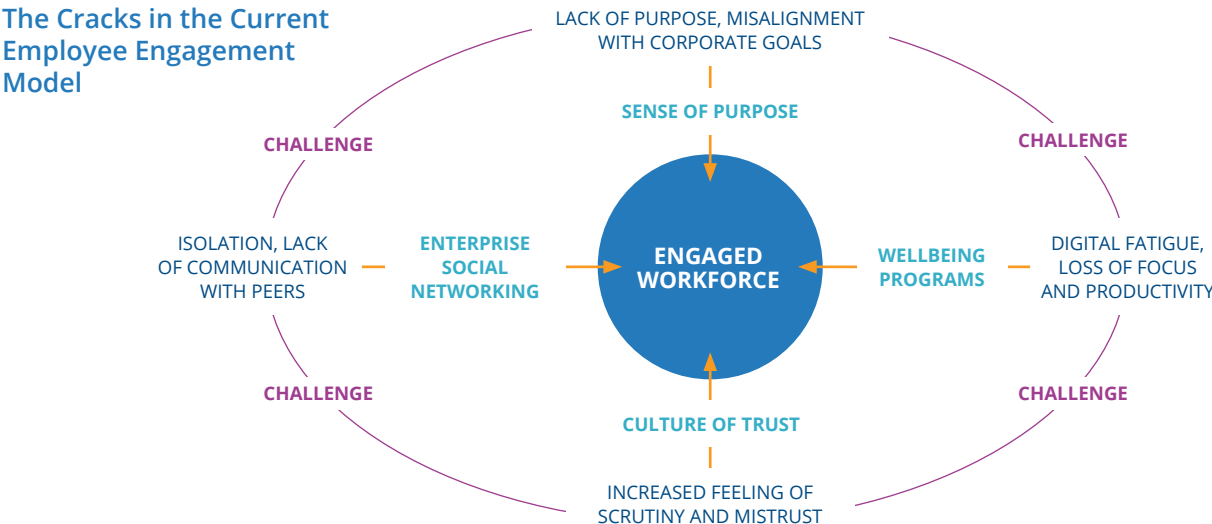 The Cracks in the Current
Employee Engagement
Model
LACK OF PURPOSE, MISALIGNMENT
WITH CORPORATE GOALS
SENSE OF PURPOSE
CHALLENGE
CHALLENGE
ISOLATION, LACK
OF COMMUNICATION
WITH PEERS
ENTERPRISE
SOCIAL
NETWORKING
ENGAGED
WORKFORCE
WELLBEING
PROGRAMS
DIGITAL FATIGUE,
LOSS OF FOCUS
AND PRODUCTIVITY
CHALLENGE
CHALLENGE
CULTURE OF TRUST
INCREASED FEELING OF
SCRUTINY AND MISTRUST